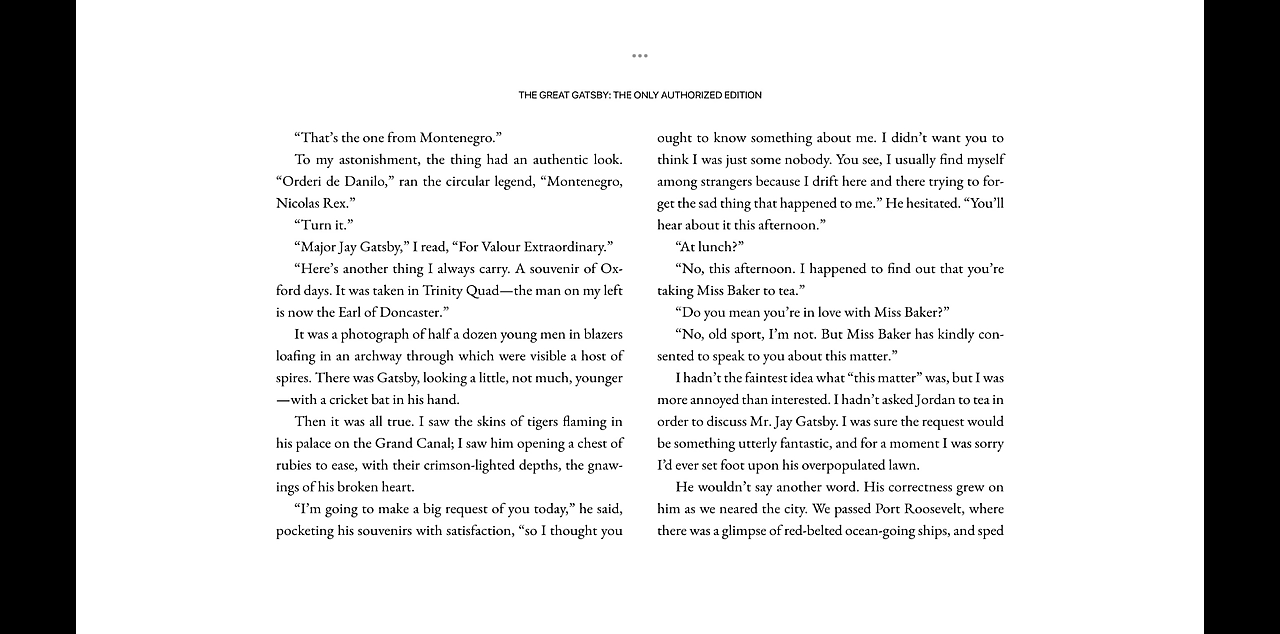 THE GREAT GATSBY: THE ONLY AUTHORIZED EDITION
“That’s the one from Montenegro.”
To my astonishment, the thing had an authentic look.
“Orderi de Danilo,” ran the circular legend, “Montenegro,
Nicolas Rex.”
“Turn it.”
“Major Jay Gatsby,” I read, “For Valour Extraordinary.”
“Here’s another thing I always carry. A souvenir of Ox-
ford days. It was taken in Trinity Quad—the man on my left
is now the Earl of Doncaster.”
It was a photograph of half a dozen young men in blazers
loafing in an archway through which were visible a host of
spires. There was Gatsby, looking a little, not much, younger
—with a cricket bat in his hand.
Then it was all true. I saw the skins of tigers flaming in
his palace on the Grand Canal; I saw him opening a chest of
rubies to ease, with their crimson-lighted depths, the gnaw-
ings of his broken heart.
“I’m going to make a big request of you today,” he said,
pocketing his souvenirs with satisfaction, “so I thought you
ought to know something about me. I didn’t want you to
think I was just some nobody. You see, I usually find myself
among strangers because I drift here and there trying to for-
get the sad thing that happened to me.” He hesitated. “You’ll
hear about it this afternoon.”
“At lunch?”
“No, this afternoon. I happened to find out that you’re
taking Miss Baker to tea.”
“Do you mean you’re in love with Miss Baker?”
“No, old sport, I’m not. But Miss Baker has kindly con-
sented to speak to you about this matter.”
I hadn’t the faintest idea what “this matter” was, but I was
more annoyed than interested. I hadn’t asked Jordan to tea in
order to discuss Mr. Jay Gatsby. I was sure the request would
be something utterly fantastic, and for a moment I was sorry
I’d ever set foot upon his overpopulated lawn.
He wouldn’t say another word. His correctness grew on
him as we neared the city. We passed Port Roosevelt, where
there was a glimpse of red-belted ocean-going ships, and sped